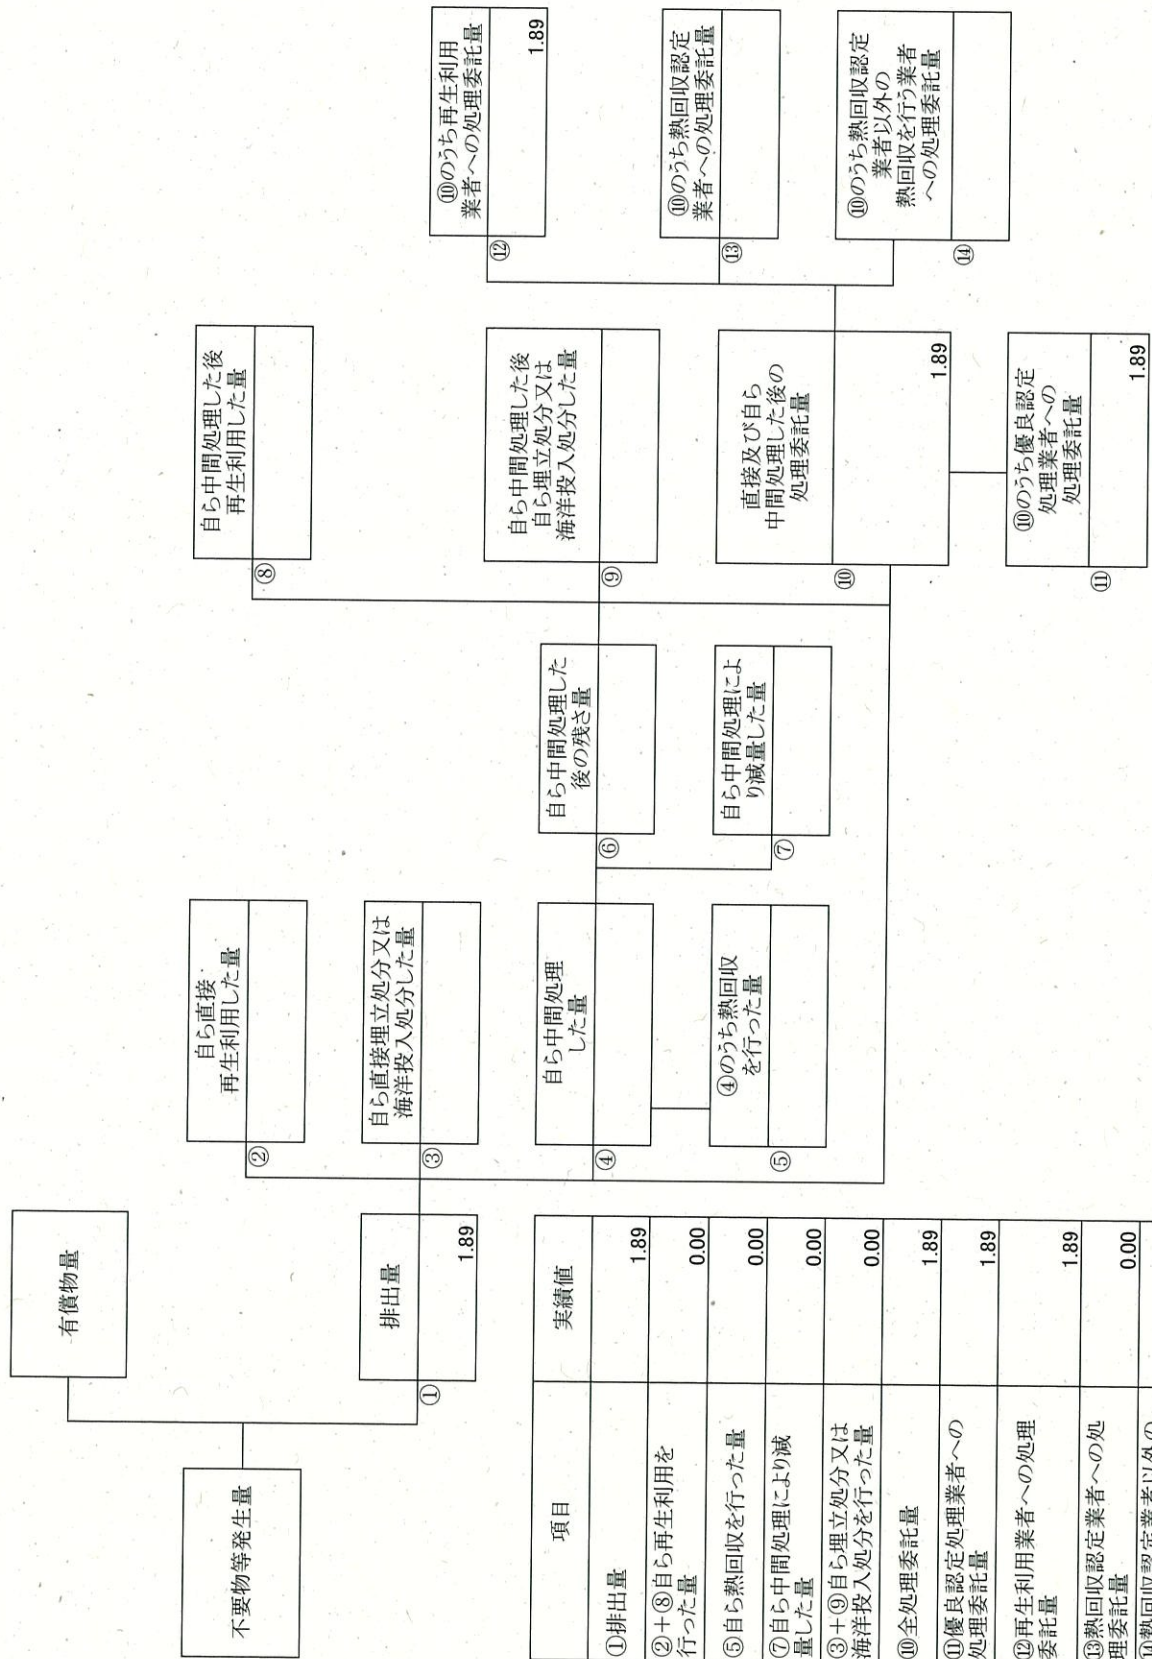 有償物量
不要物等発生量
排出量
①
1.89
自ら直接
再生利用した量
②
自ら直接埋立処分又は
海洋投入処分した量
③
自ら中間処理
した量
④
④のうち熱回収
を行った量
⑤
自ら中間処理した
後の残さ量
⑥
自ら中間処理によ
り減量した量
⑦
自ら中間処理した後
再生利用した量
⑧
自ら中間処理した後
自ら埋立処分又は
海洋投入処分した量
⑨
直接及び自ら
中間処理した後の
処理委託量
⑩
1.89
⑩のうち優良認定
処理業者への
処理委託量
⑪
1.89
⑩のうち再生利用
業者への処理委託量
⑫
1.89
⑩のうち熱回収認定
業者への処理委託量
⑬
⑩のうち熱回収認定
業者以外の
熱回収を行う業者
への処理委託量
⑭
項目 実績値
①排出量 1.89
②+⑧自ら再生利用を
行った量 0.00
⑤自ら熱回収を行った量 0.00
⑦自ら中間処理により減
量した量 0.00
③+⑨自ら埋立処分又は
海洋投入処分を行った量 0.00
⑩全処理委託量 1.89
⑪優良認定処理業者への
処理委託量 1.89
⑫再生利用業者への処理
委託量 1.89
⑬熱回収認定業者への処
理委託量 0.00
⑭熱回収認定業者以外の